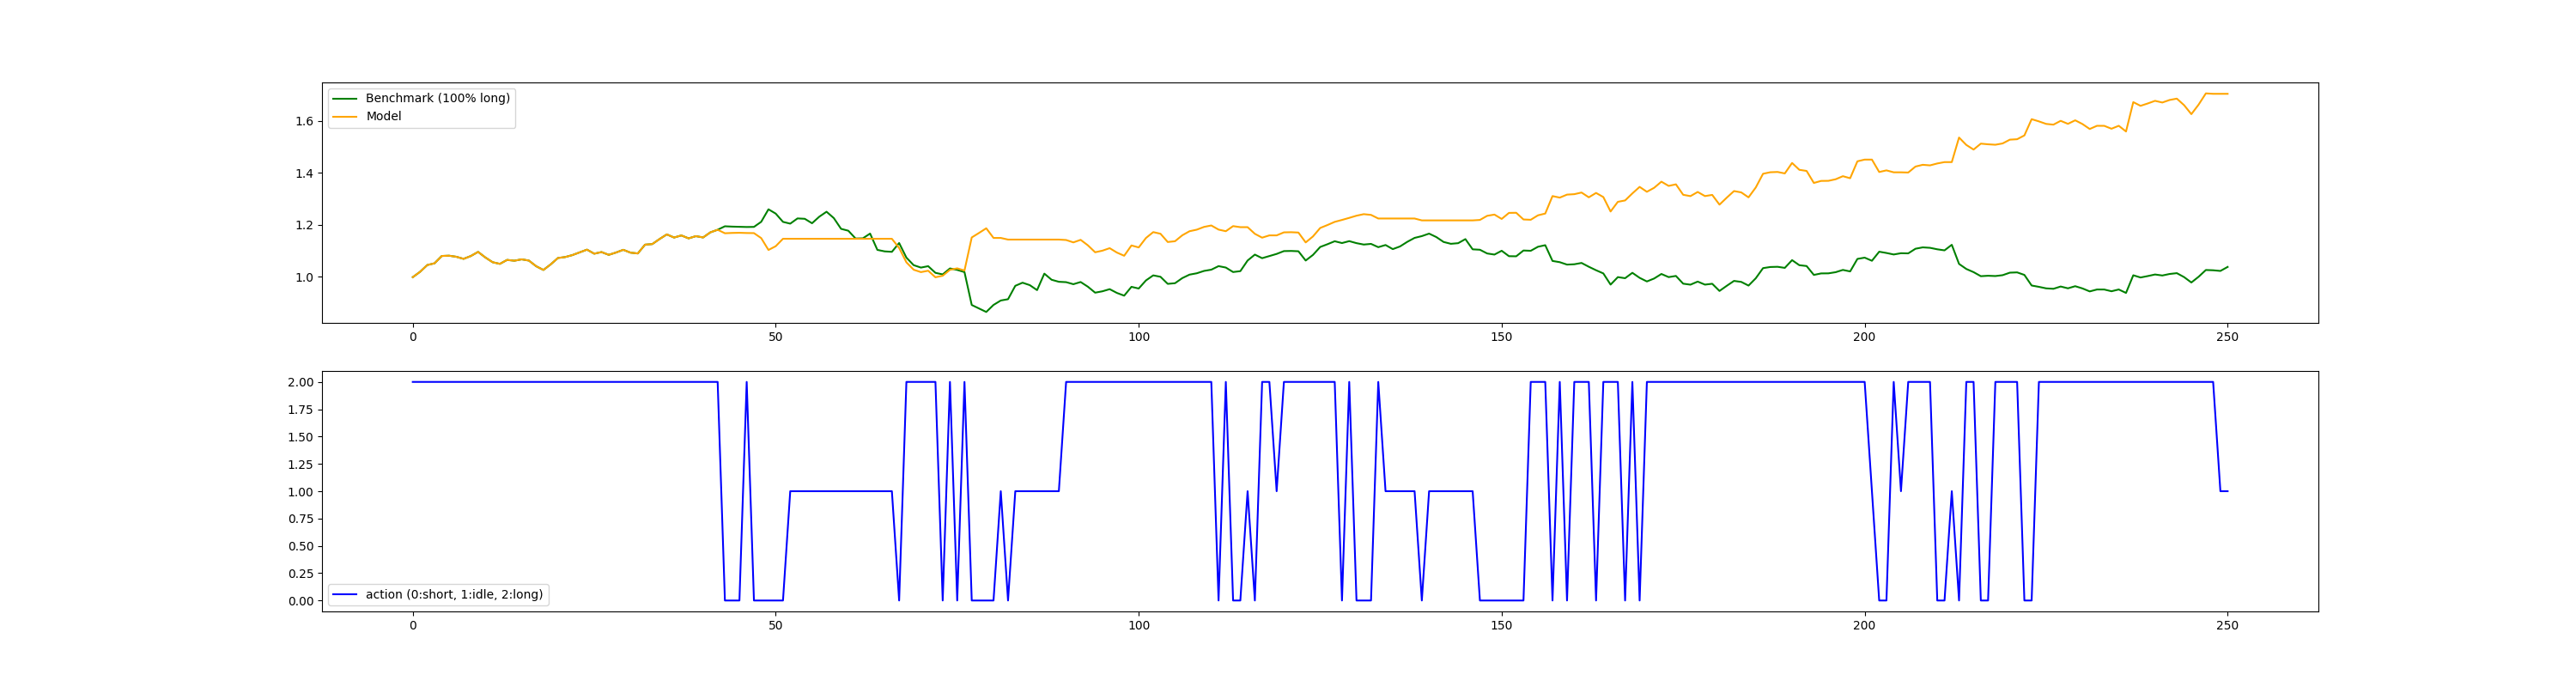 Benchmark (100% long)
Model
1.6
1.4
1.2
1.0
0 50 100 150 200 250
2.00
1.75
1.50
1.25
1.00
0.75
0.50
0.25
0.00
action (0:short, 1:idle, 2:long)
0 50 100 150 200 250